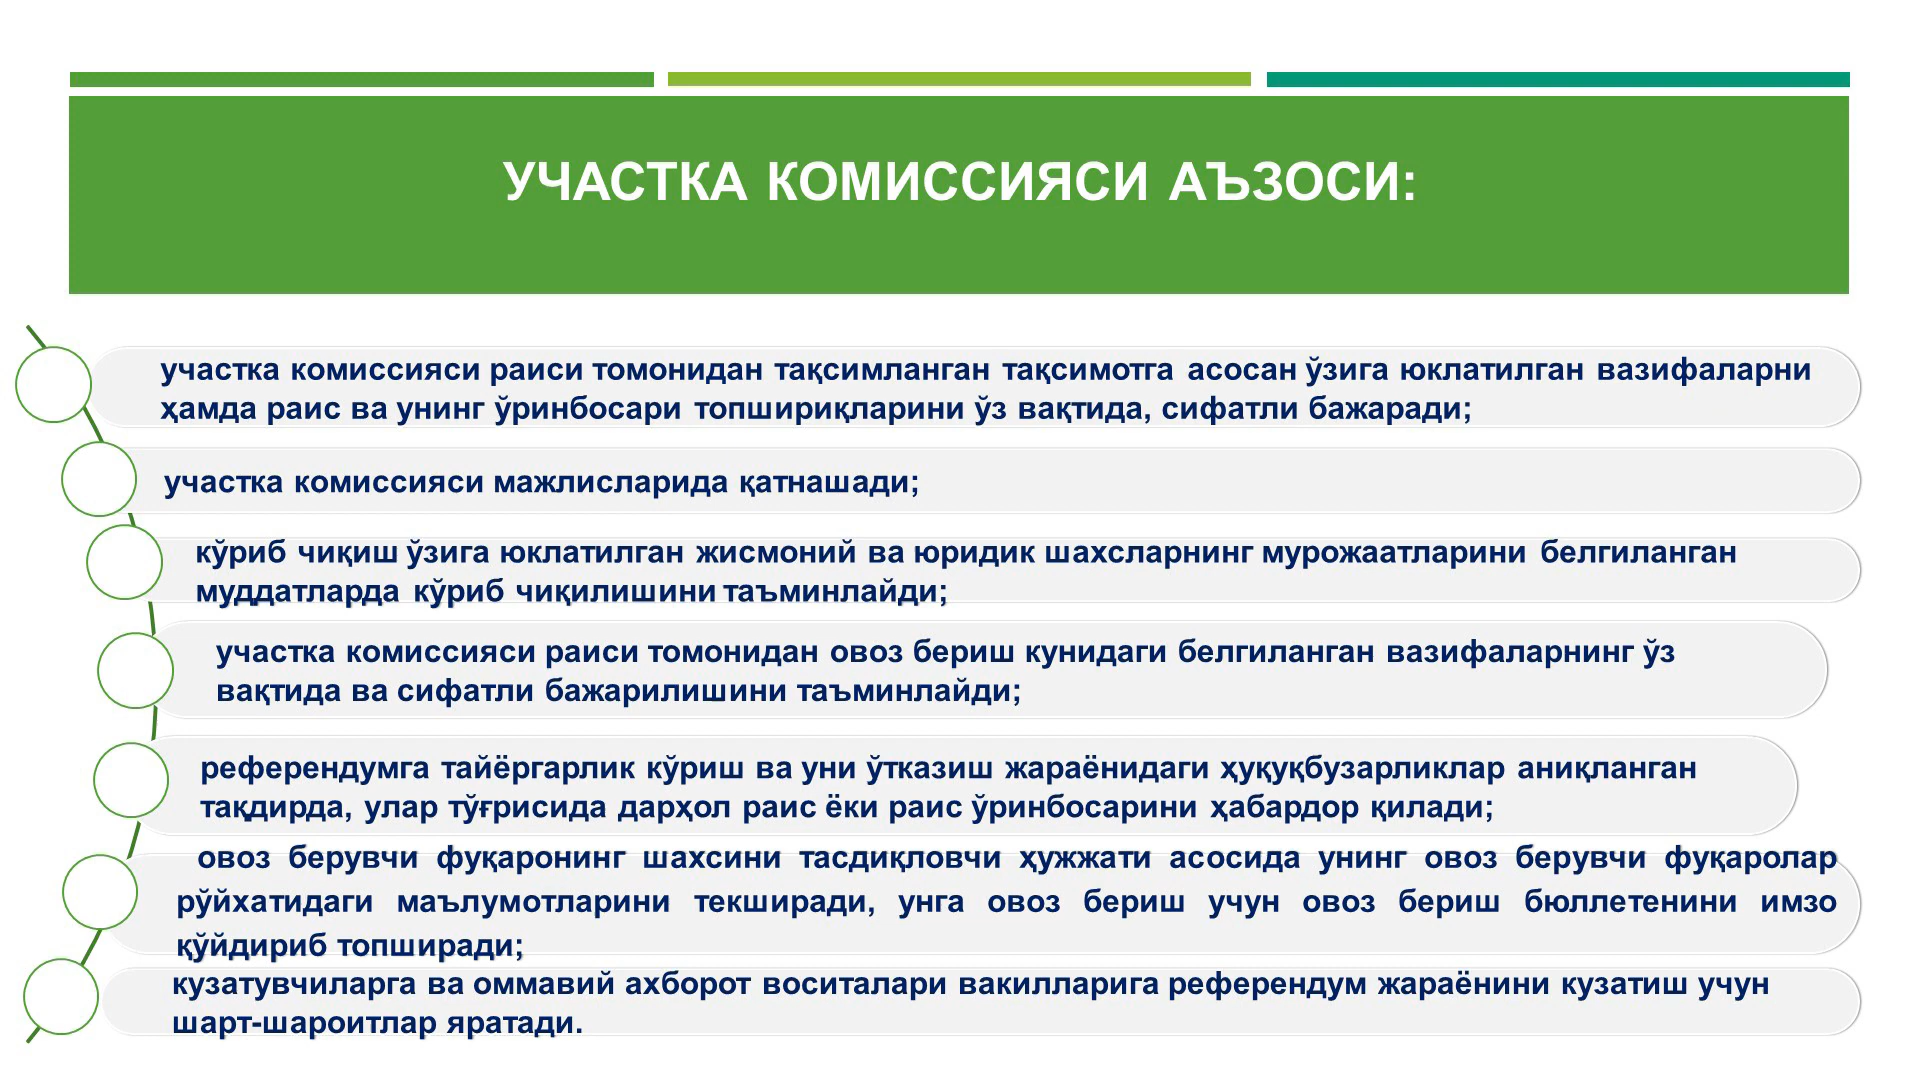 УЧАСТКА КОМИССИЯСИ АЪЗОСИ:
участка комиссияси раиси томонидан тақсимланган тақсимотга асосан ўзига юклатилган вазифаларни
ҳамда раис ва унинг ўринбосари топшириқларини ўз вақтида, сифатли бажаради;
участка комиссияси мажлисларида қатнашади;
кўриб чиқиш ўзига юклатилган жисмоний ва юридик шахсларнинг мурожаатларини белгиланган
муддатларда кўриб чиқилишини таъминлайди;
участка комиссияси раиси томонидан овоз бериш кунидаги белгиланган вазифаларнинг ўз
вақтида ва сифатли бажарилишини таъминлайди;
референдумга тайёргарлик кўриш ва уни ўтказиш жараёнидаги ҳуқуқбузарликлар аниқланган
тақдирда, улар тўғрисида дарҳол раис ёки раис ўринбосарини ҳабардор қилади;
овоз берувчи фуқаронинг шахсини тасдиқловчи ҳужжати асосида унинг овоз берувчи фуқаролар
рўйхатидаги маълумотларини текширади, унга овоз бериш учун овоз бериш бюллетенини имзо
қўйдириб топширади;
кузатувчиларга ва оммавий ахборот воситалари вакилларига референдум жараёнини кузатиш учун
шарт-шароитлар яратади.